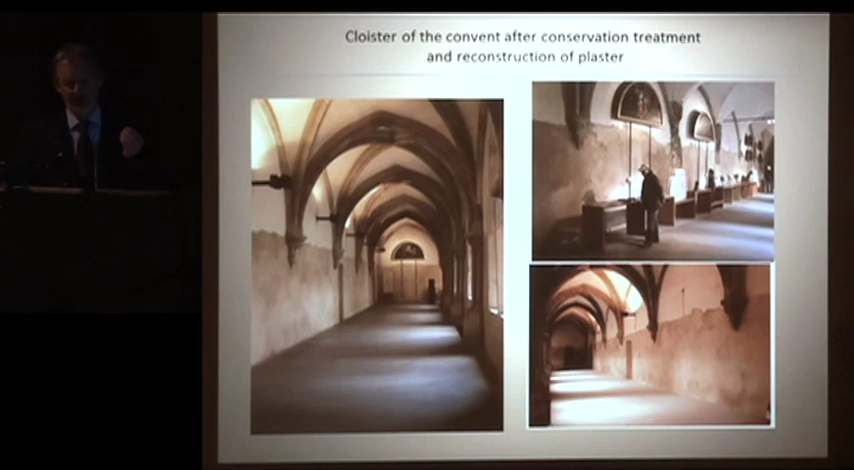 Cloister of the convent after conservation treatment
and reconstruction of plaster